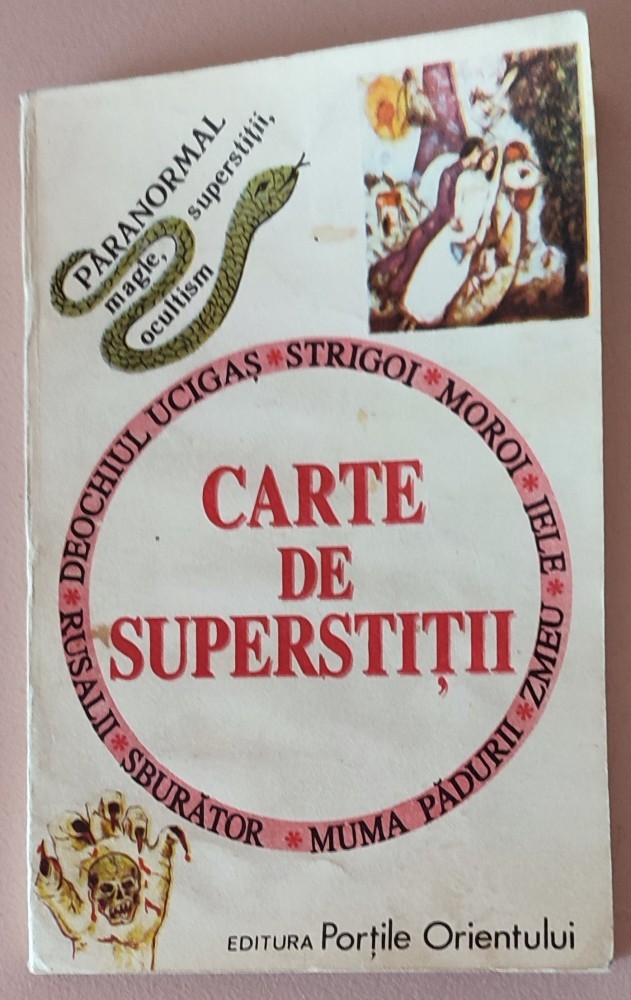 PARANORMAL
magie, superstiții,
ocultism
DEOCHIUL UCIGAȘ * STRIGOI * MOROI * IELE * ZMEU * MUMA PĂDURII * SBURĂTOR * RUSALII *
CARTE
DE
SUPERSTIȚII
EDITURA Porțile Orientului